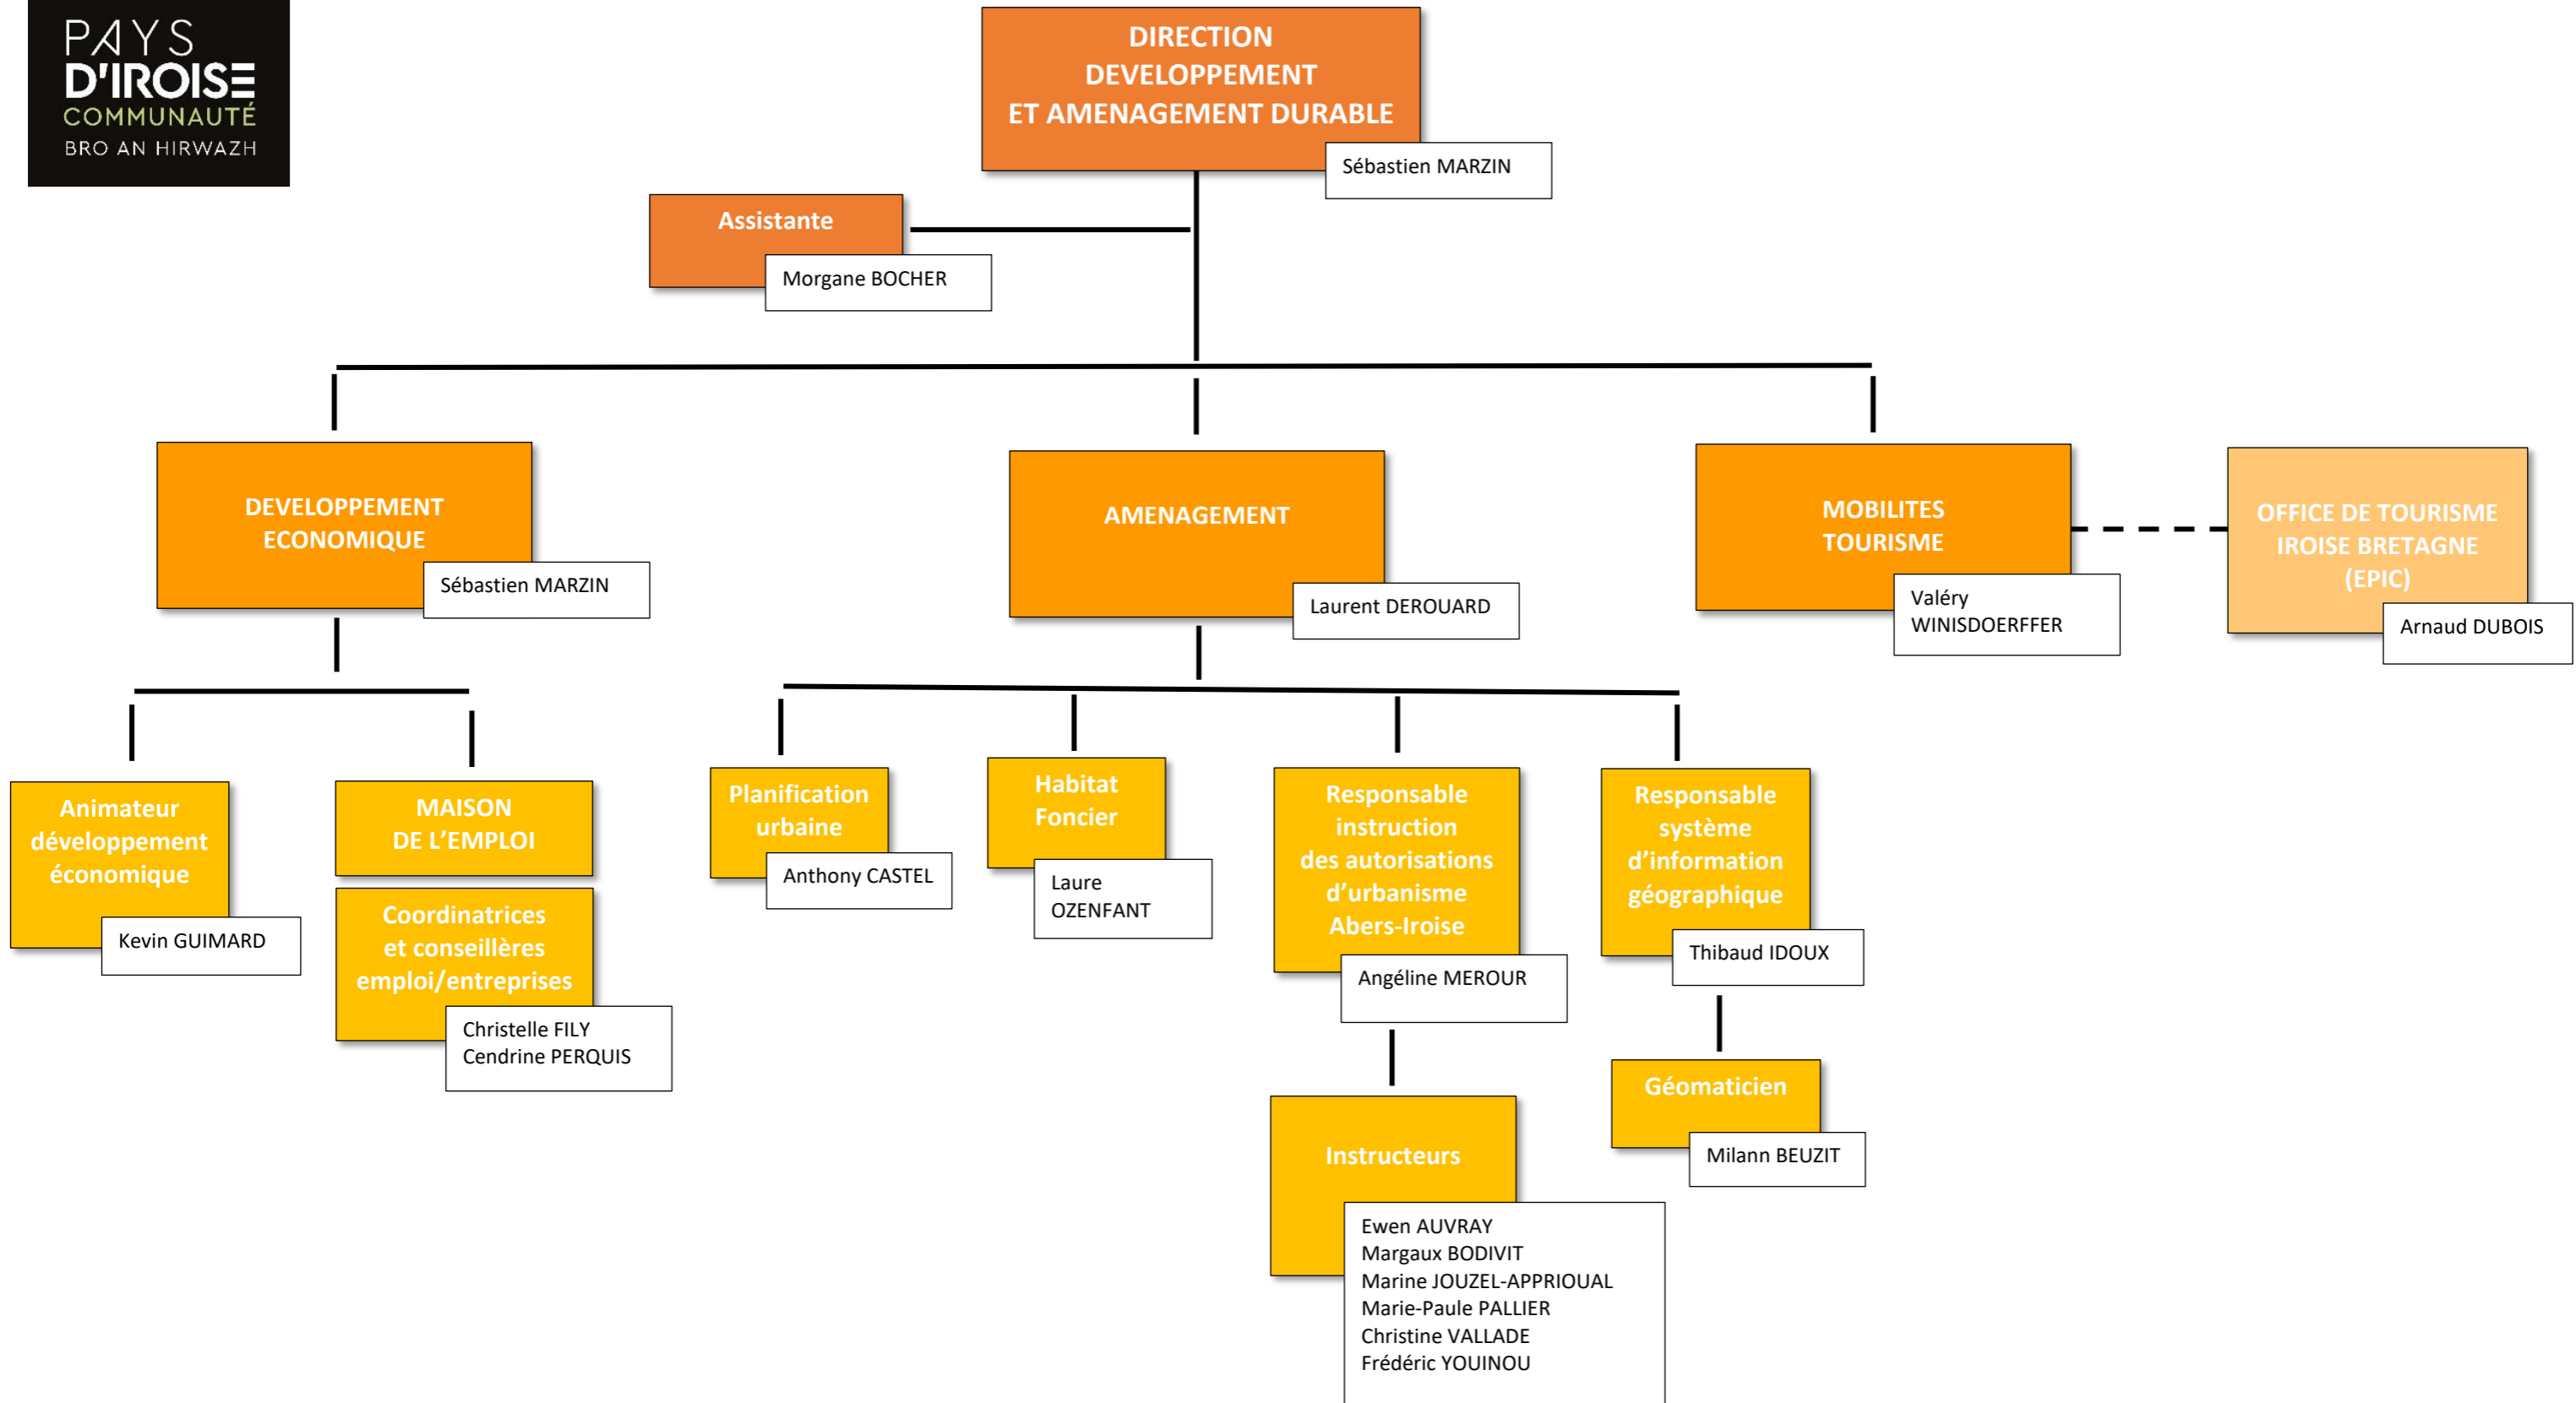 PAYS
D'IROISE
COMMUNAUTÉ
BRO AN HIRWAZH
DIRECTION
DEVELOPPEMENT
ET AMENAGEMENT DURABLE
Sébastien MARZIN
Assistante
Morgane BOCHER
DEVELOPPEMENT
ECONOMIQUE
Sébastien MARZIN
AMENAGEMENT
Laurent DEROUARD
MOBILITES
TOURISME
Valéry
WINISDOERFFER
OFFICE DE TOURISME
IROISE BRETAGNE
(EPIC)
Arnaud DUBOIS
Animateur
développement
économique
Kevin GUIMARD
MAISON
DE L’EMPLOI
Coordinatrices
et conseillères
emploi/entreprises
Christelle FILY
Cendrine PERQUIS
Planification
urbaine
Anthony CASTEL
Habitat
Foncier
Laure
OZENFANT
Responsable
instruction
des autorisations
d’urbanisme
Abers-Iroise
Angéline MEROUR
Instructeurs
Ewen AUVRAY
Margaux BODIVIT
Marine JOUZEL-APPRIOUAL
Marie-Paule PALLIER
Christine VALLADE
Frédéric YOUINOU
Responsable
système
d’information
géographique
Thibaud IDOUX
Géomaticien
Milann BEUZIT